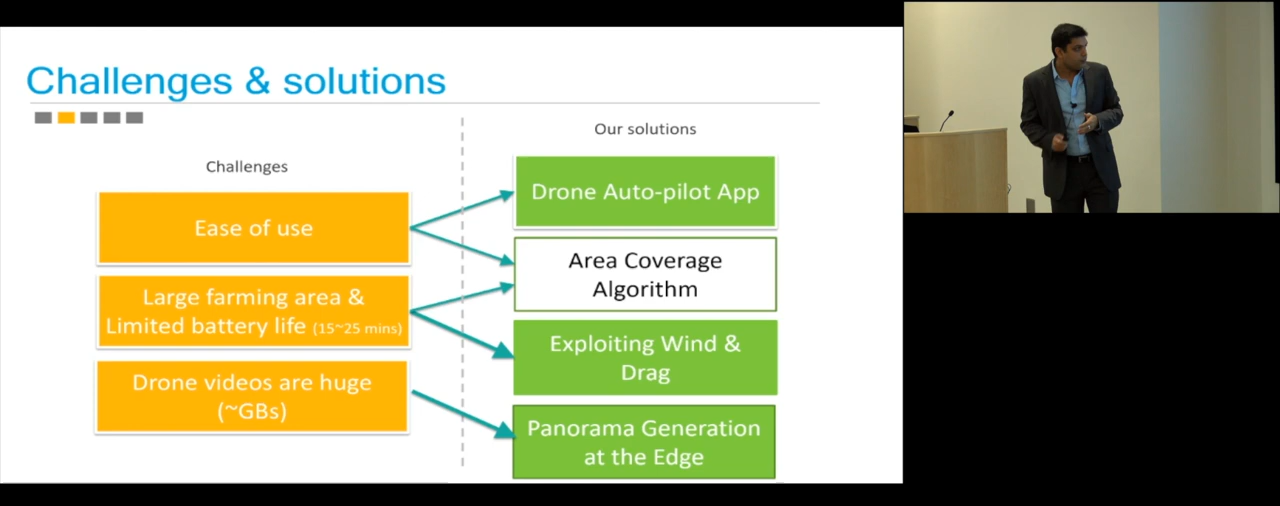 Challenges & solutions
Challenges
Ease of use
Large farming area &
Limited battery life (15~25 mins)
Drone videos are huge
(~GBs)
Our solutions
Drone Auto-pilot App
Area Coverage
Algorithm
Exploiting Wind &
Drag
Panorama Generation
at the Edge